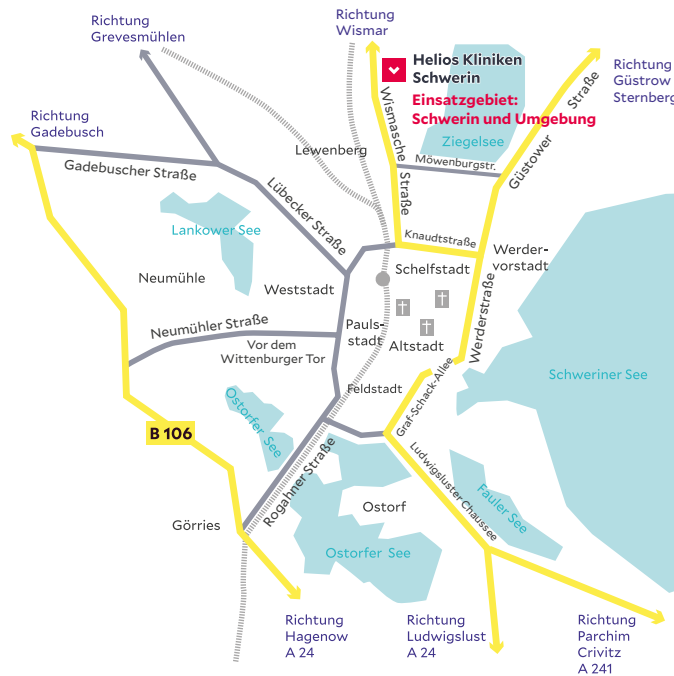 Richtung
Grevesmühlen
Richtung
Wismar
Helios Kliniken
Schwerin
Einsatzgebiet:
Schwerin und Umgebung
Richtung
Güstrow
Sternberg
Richtung
Gadebusch
Wismasche Straße
Güstower Straße
Ziegelsee
Lewenberg
Möwenburgstr.
Gadebuscher Straße
Lübecker Straße
Lankower See
Knaudtstraße
Werder-
vorstadt
Schelfstadt
Neumühle
Weststadt
Werderstraße
Neumühler Straße
Pauls-
stadt
Vor dem
Wittenburger Tor
Altstadt
Schweriner See
Feldstadt
Graf-Schack-Allee
Ostorfer See
B 106
Rogahner Straße
Ludwigsluster Chaussee
Fauler See
Ostorf
Görries
Ostorfer See
Richtung
Hagenow
A 24
Richtung
Ludwigslust
A 24
Richtung
Parchim
Crivitz
A 241